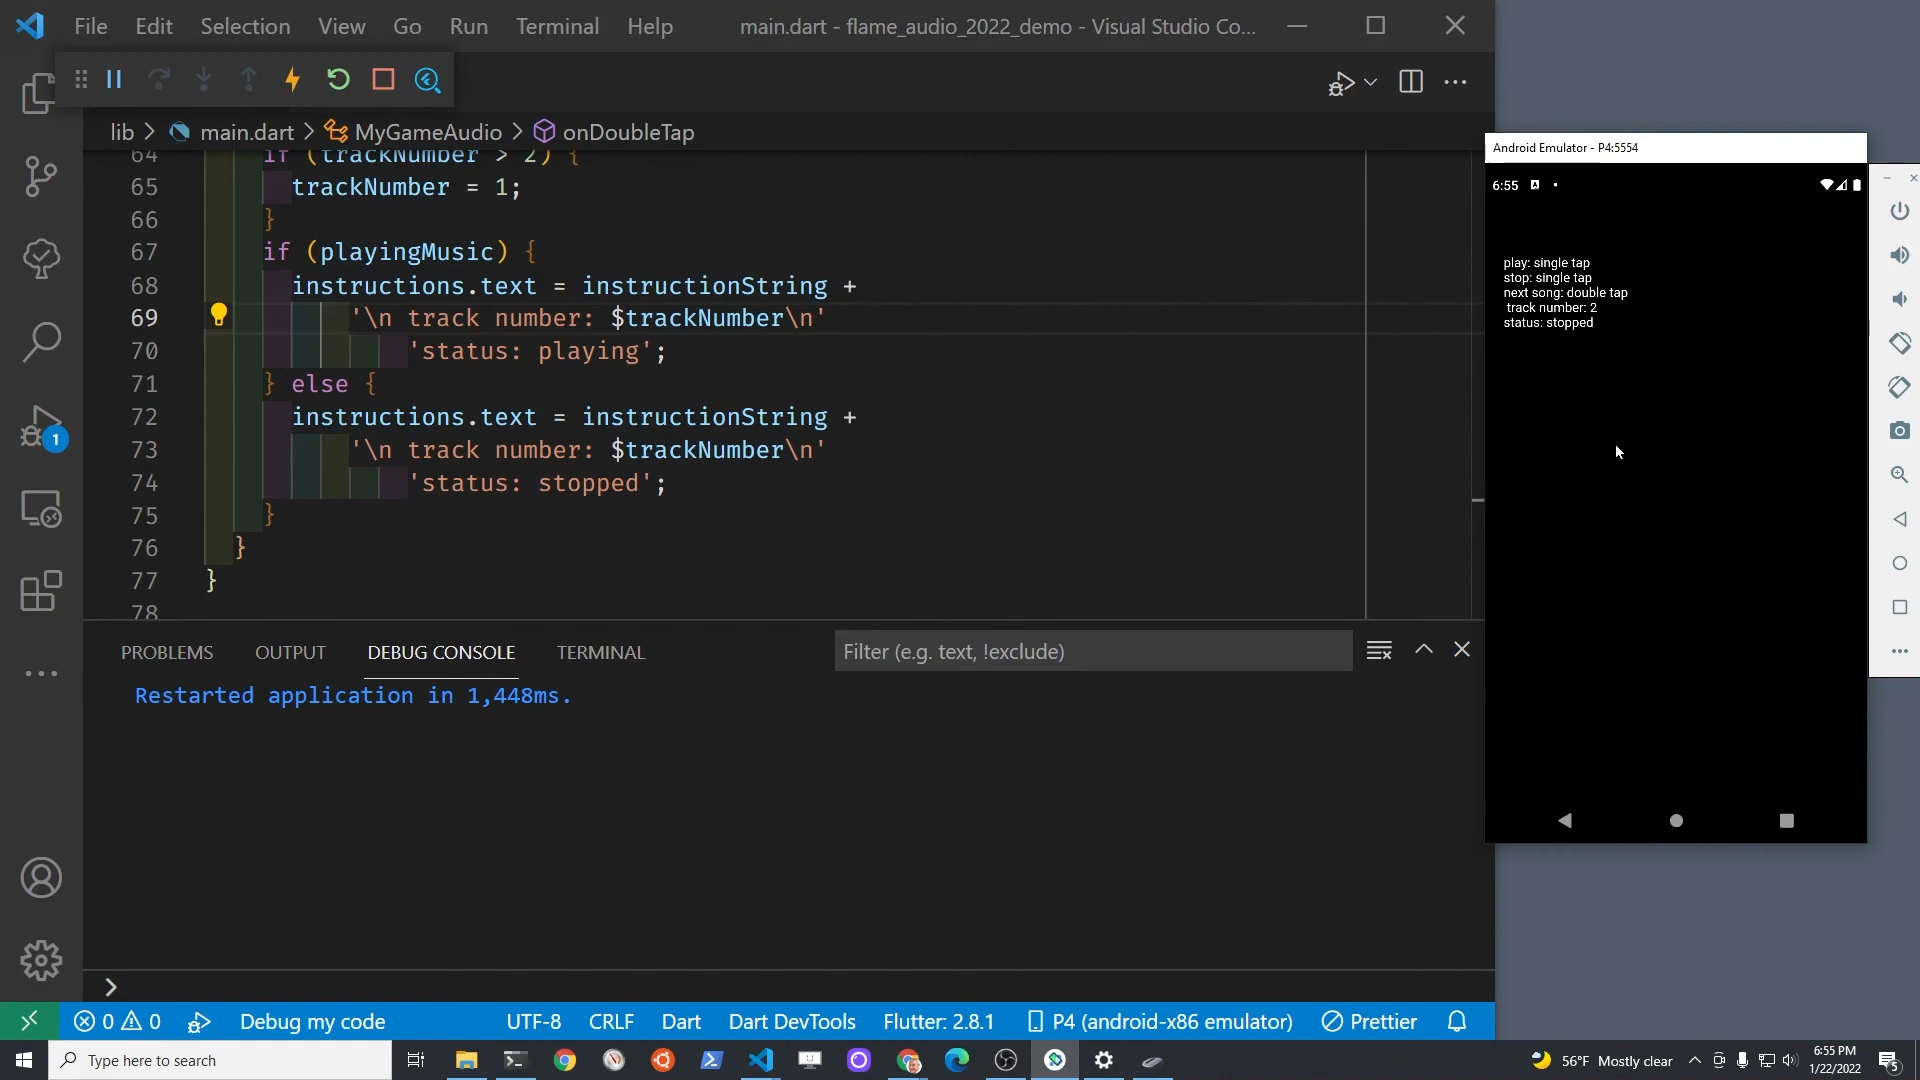 File Edit Selection View Go Run Terminal Help
main.dart - flame_audio_2022_demo - Visual Studio Co...
lib > main.dart > MyGameAudio > onDoubleTap
64 if (trackNumber > 2) {
65 trackNumber = 1;
66 }
67 if (playingMusic) {
68 instructions.text = instructionString +
69 '\n track number: $trackNumber\n'
70 'status: playing';
71 } else {
72 instructions.text = instructionString +
73 '\n track number: $trackNumber\n'
74 'status: stopped';
75 }
76 }
77 }
78
1
PROBLEMS OUTPUT DEBUG CONSOLE TERMINAL
Filter (e.g. text, !exclude)
Restarted application in 1,448ms.
>
0 0 Debug my code UTF-8 CRLF Dart Dart DevTools Flutter: 2.8.1 P4 (android-x86 emulator) Prettier
Android Emulator - P4:5554
6:55
play: single tap
stop: single tap
next song: double tap
track number: 2
status: stopped
Type here to search
56°F Mostly clear
6:55 PM
1/22/2022
5